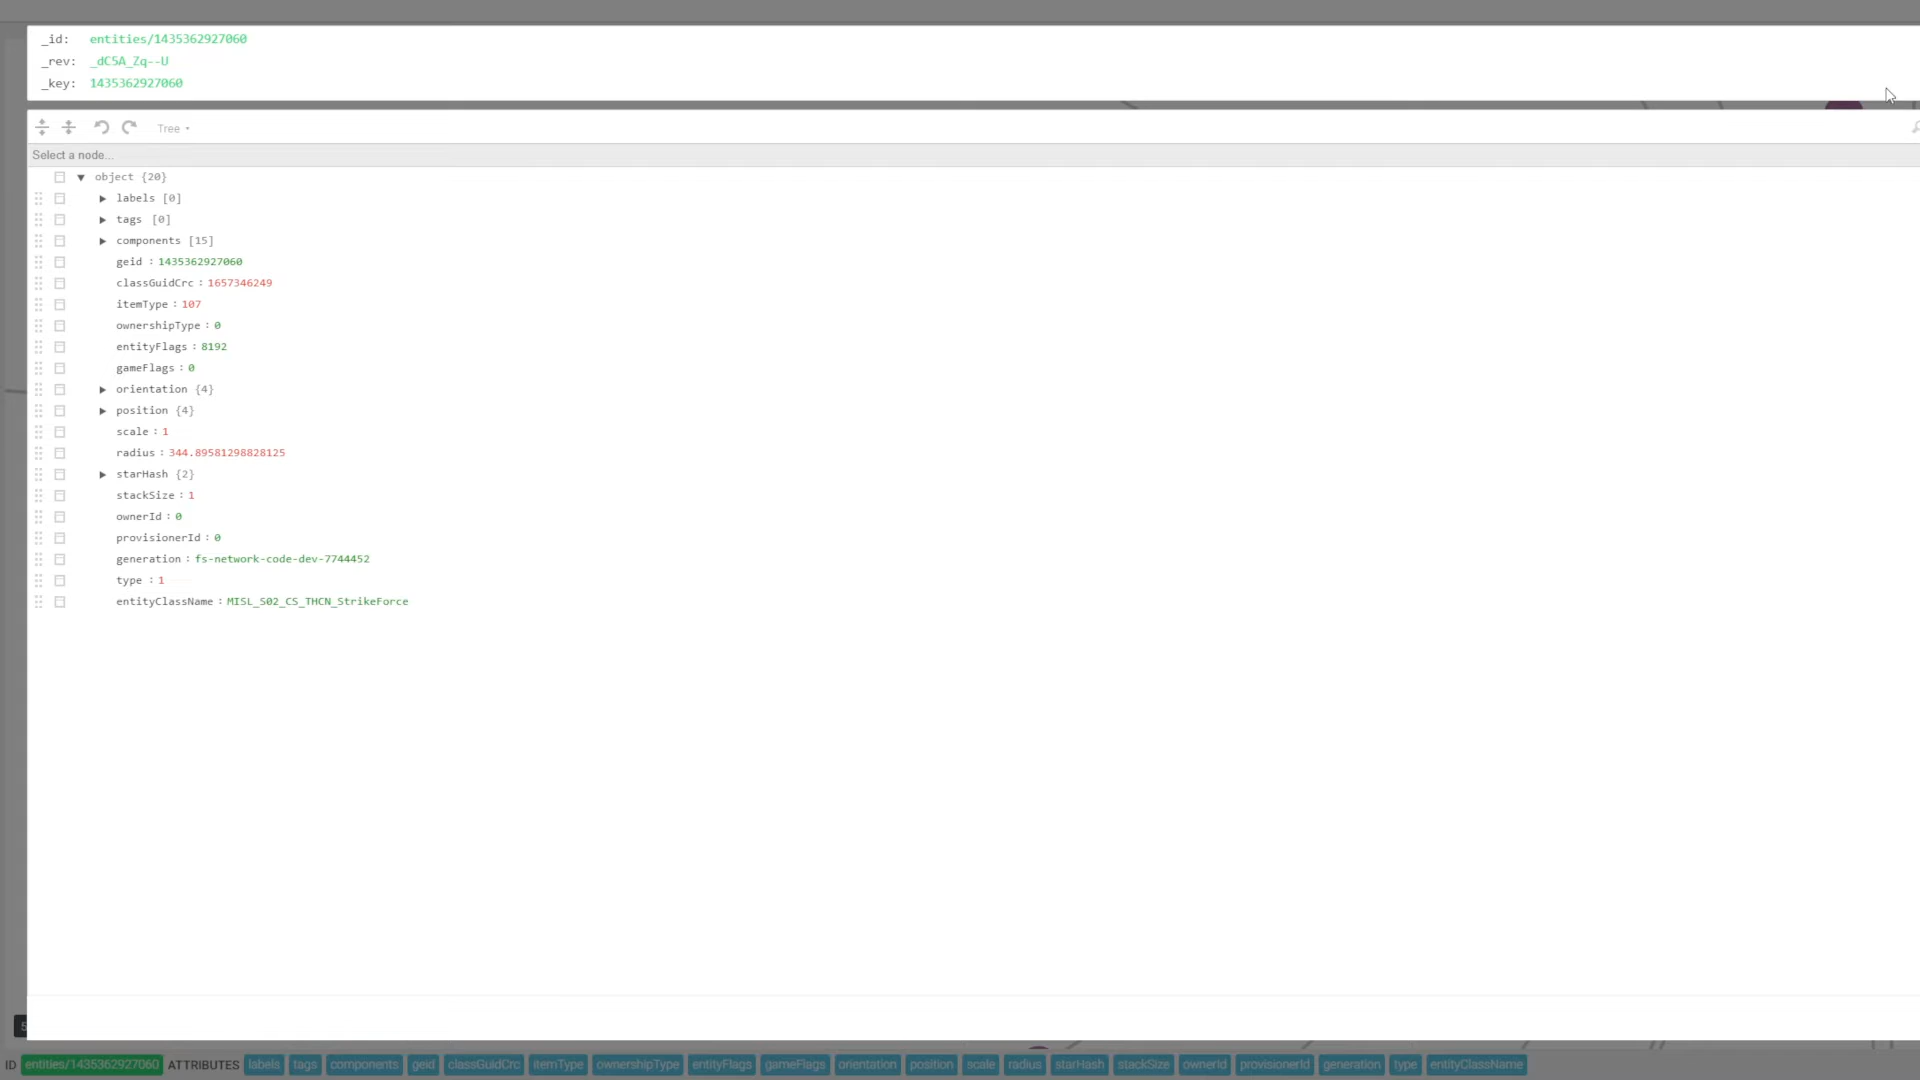 _id: entities/1435362927060
_rev: _dC5A_Zq--U
_key: 1435362927060
Tree
Select a node...
object {20}
labels [0]
tags [0]
components [15]
geid : 1435362927060
classGuidCrc : 1657346249
itemType : 107
ownershipType : 0
entityFlags : 8192
gameFlags : 0
orientation {4}
position {4}
scale : 1
radius : 344.89581298828125
starHash {2}
stackSize : 1
ownerId : 0
provisionerId : 0
generation : fs-network-code-dev-7744452
type : 1
entityClassName : MISL_S02_CS_THCN_StrikeForce
5
ID entities/1435362927060 ATTRIBUTES labels tags components geid classGuidCrc itemType ownershipType entityFlags gameFlags orientation position scale radius starHash stackSize ownerId provisionerId generation type entityClassName